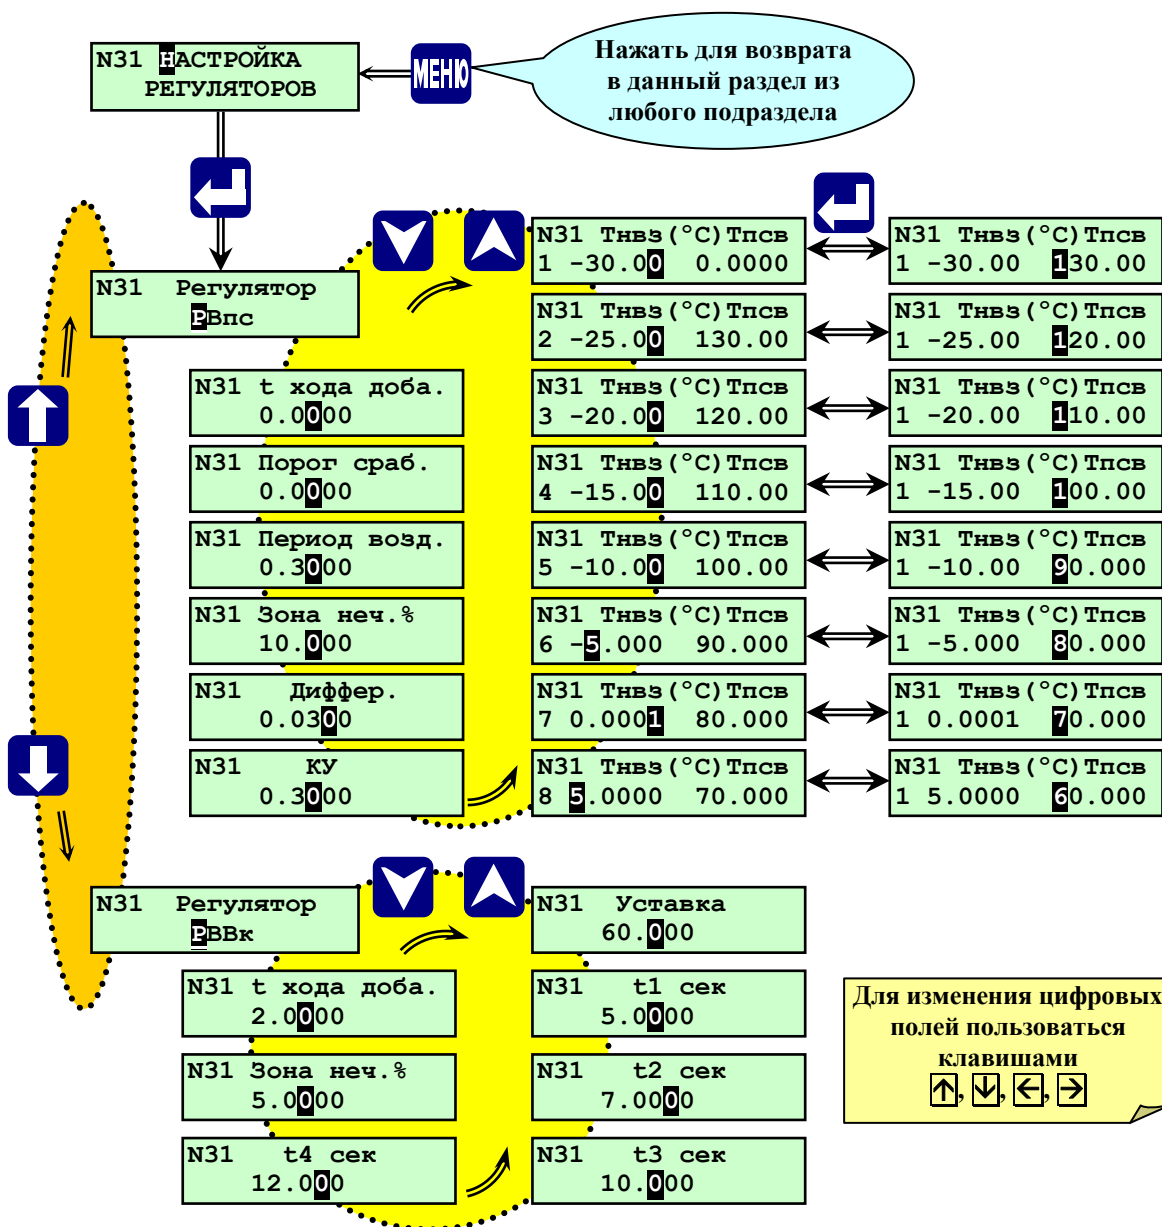 N31 НАСТРОЙКА
РЕГУЛЯТОРОВ
МЕНЮ
Нажать для возврата
в данный раздел из
любого подраздела
N31 Регулятор
РВпс
N31 t хода доба.
0.0000
N31 Порог сраб.
0.0000
N31 Период возд.
0.3000
N31 Зона неч.%
10.000
N31 Диффер.
0.0300
N31 КУ
0.3000
N31 Тнвз(°С)Тпсв
1 -30.00 0.0000
N31 Тнвз(°С)Тпсв
2 -25.00 130.00
N31 Тнвз(°С)Тпсв
3 -20.00 120.00
N31 Тнвз(°С)Тпсв
4 -15.00 110.00
N31 Тнвз(°С)Тпсв
5 -10.00 100.00
N31 Тнвз(°С)Тпсв
6 -5.000 90.000
N31 Тнвз(°С)Тпсв
7 0.0001 80.000
N31 Тнвз(°С)Тпсв
8 5.0000 70.000
N31 Тнвз(°С)Тпсв
1 -30.00 130.00
N31 Тнвз(°С)Тпсв
1 -25.00 120.00
N31 Тнвз(°С)Тпсв
1 -20.00 110.00
N31 Тнвз(°С)Тпсв
1 -15.00 100.00
N31 Тнвз(°С)Тпсв
1 -10.00 90.000
N31 Тнвз(°С)Тпсв
1 -5.000 80.000
N31 Тнвз(°С)Тпсв
1 0.0001 70.000
N31 Тнвз(°С)Тпсв
1 5.0000 60.000
N31 Регулятор
РВВк
N31 t хода доба.
2.0000
N31 Зона неч.%
5.0000
N31 t4 сек
12.000
N31 Уставка
60.000
N31 t1 сек
5.0000
N31 t2 сек
7.0000
N31 t3 сек
10.000
Для изменения цифровых
полей пользоваться
клавишами
↑, ↓, ←, →